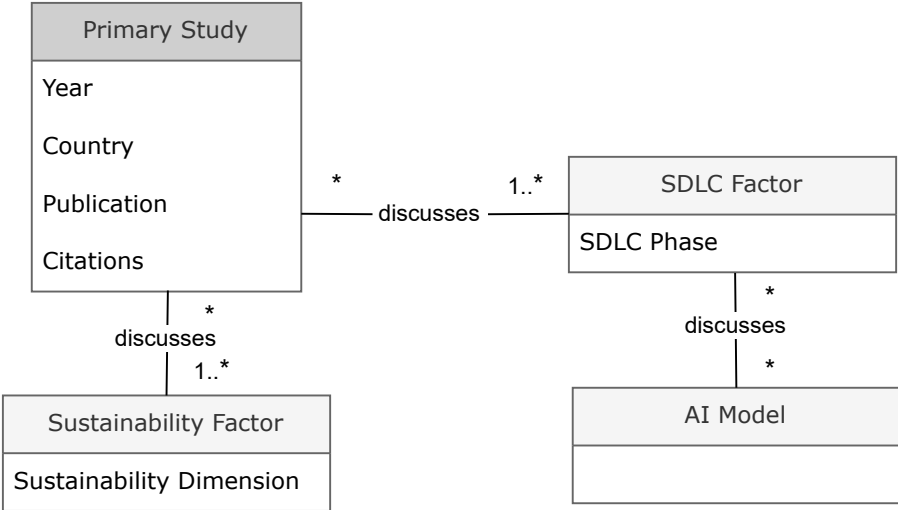 Primary Study
Year
Country
Publication
Citations
* discusses 1..*
SDLC Factor
SDLC Phase
*
discusses
1..*
*
discusses
*
Sustainability Factor
Sustainability Dimension
AI Model